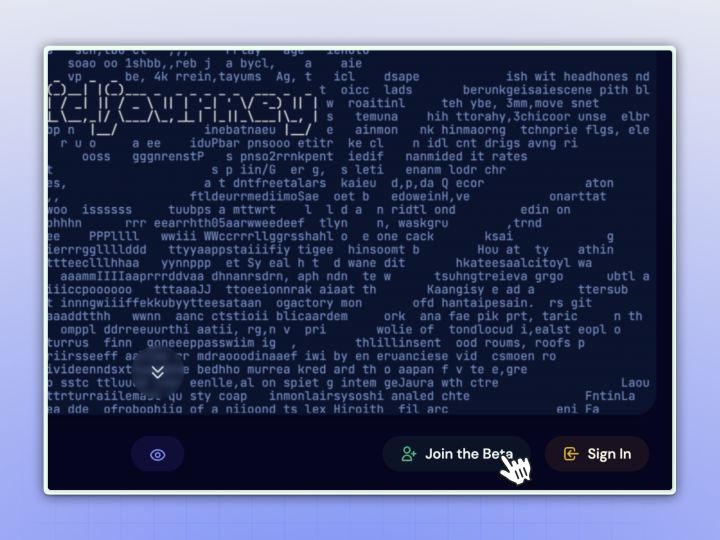 soao oo 1shbb,,reb j a bycl, a aie
vp be, 4k rrein,tayums Ag, t icl dsape ish wit headhones nd
t oicc lads berunkgeisaiescene pith bl
idjourney
w roaitinl teh ybe, 3mm,move snet
s temuna hih ttorahy,3chicoor unse elbr
bp n inebatnaeu e ainmon nk hinmaorng tchnprie flgs, ele
r u o a ee iduPbar pnsooo etitr ke cl n idl cnt drigs avng ri
ooss gggnrenstP s pnso2rrnkpent iedif nanmided it rates
t s p iin/G er g, s leti enanm lodr chr
es, a t dntfreetalars kaieu d,p,da Q ecor aton
,, ftldeurrmediimoSae oet b edoweinH,ve onarttat
woo issssss tuubps a mttwrt l l d a n ridtl ond edin on
ohhhn rrr eearrhth05aarwweedeef tlyn n, waskgru ,trnd
ee PPPllll wwiii WWccrrrllggrsshahl o e one cack ksai g
ierrrggllllddd ttyyaappstaiiifiy tigee hinsoomt b Hou at ty athin
ttteeclllhhaa yynnppp et Sy eal h t d wane dit hkateesaalcitoyl wa
aaammIIIIaaprrrddvaa dhnanrsdrn, aph ndn te w tsuhngtreieva grgo ubtl a
iiiccpoooooo tttaaaJJ ttoeeionnrak aiaat th Kaangisy e ad a ttersub
t innngwiiiffekkubyytteesataan ogactory mon ofd hantaipesain. rs git
aaaddtthh wwnn aanc ctstioii blicaardem ork ana fae pik prt, taric n th
omppl ddrreeuurthi aatii, rg,n v pri wolie of tondlocud i,ealst eopl o
turrus finn goneeeppasswiim ig , thlillinsent ood roums, roofs p
riirsseeff rr mdraooodinaaef iwi by en eruanciese vid csmoen ro
ivideenndsxt e bedhho murrea kred ard th o aapan f v te e,gre
o sstc ttluu eenlle,al on spiet g intem geJaura wth ctre Laou
ttrturraiilema qu sty coap inmonlairsysoshi analed chte FntinLa
ea dde ofrobophiig of a niioond ts lex Hiroith fil arc eni Fa
Join the Beta
Sign In